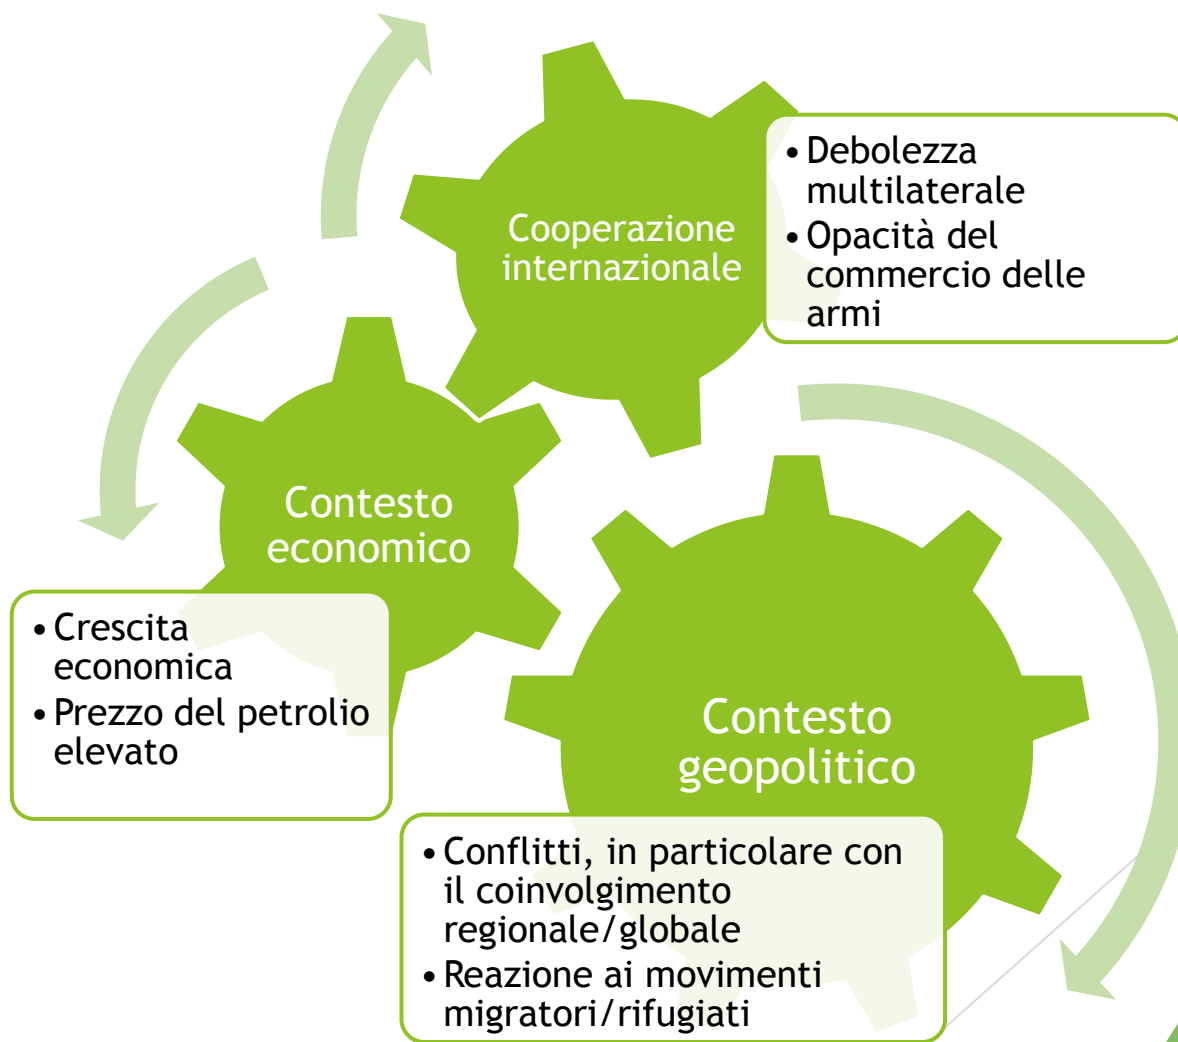 Cooperazione
internazionale
• Debolezza
multilaterale
• Opacità del
commercio delle
armi
Contesto
economico
• Crescita
economica
• Prezzo del petrolio
elevato
Contesto
geopolitico
• Conflitti, in particolare con
il coinvolgimento
regionale/globale
• Reazione ai movimenti
migratori/rifugiati